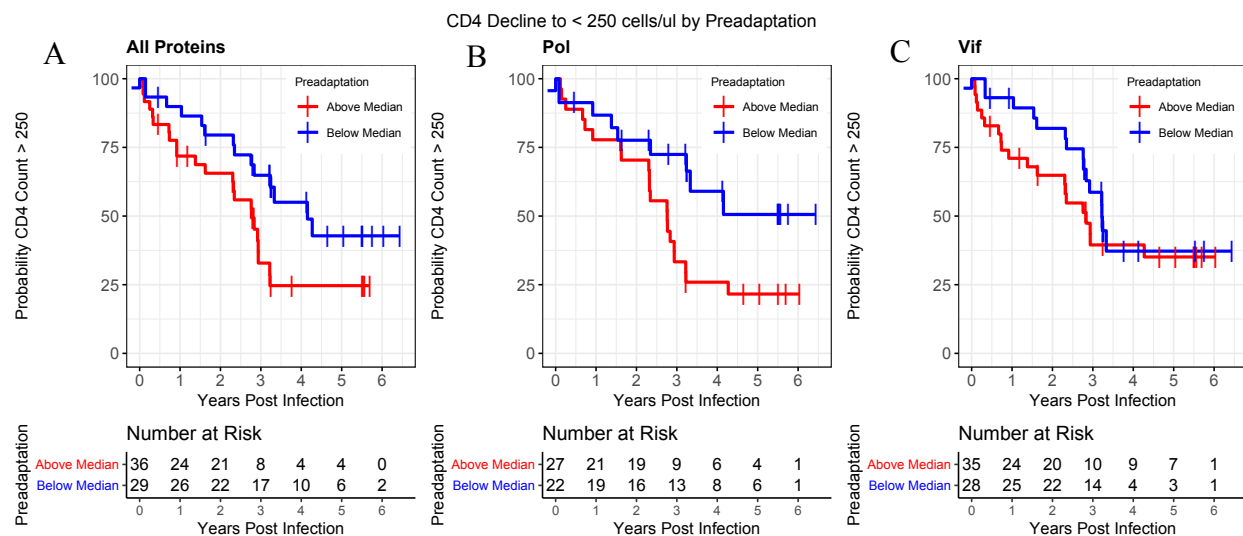 CD4 Decline to < 250 cells/ul by Preadaptation
A
All Proteins
Probability CD4 Count > 250
100
75
50
25
0
Preadaptation
Above Median
Below Median
0 1 2 3 4 5 6
Years Post Infection
Number at Risk
Preadaptation
Above Median 36 24 21 8 4 4 0
Below Median 29 26 22 17 10 6 2
0 1 2 3 4 5 6
Years Post Infection
B
Pol
Probability CD4 Count > 250
100
75
50
25
0
Preadaptation
Above Median
Below Median
0 1 2 3 4 5 6
Years Post Infection
Number at Risk
Preadaptation
Above Median 27 21 19 9 6 4 1
Below Median 22 19 16 13 8 6 1
0 1 2 3 4 5 6
Years Post Infection
C
Vif
Probability CD4 Count > 250
100
75
50
25
0
Preadaptation
Above Median
Below Median
0 1 2 3 4 5 6
Years Post Infection
Number at Risk
Preadaptation
Above Median 35 24 20 10 9 7 1
Below Median 28 25 22 14 4 3 1
0 1 2 3 4 5 6
Years Post Infection